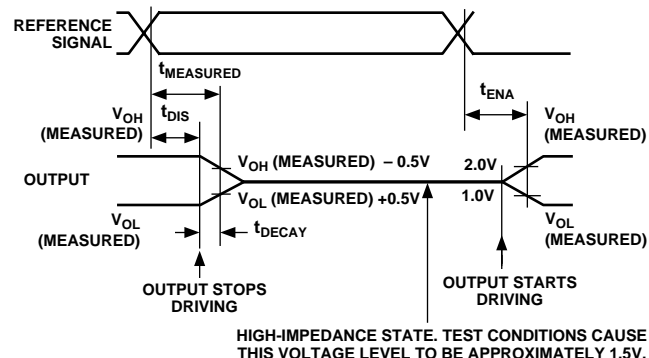 REFERENCE
SIGNAL
tMEASURED
tENA
VOH
(MEASURED)
tDIS
VOH
(MEASURED)
VOH (MEASURED) – 0.5V
2.0V
OUTPUT
VOL (MEASURED) +0.5V
1.0V
VOL
(MEASURED)
tDECAY
VOL
(MEASURED)
OUTPUT STOPS
DRIVING
OUTPUT STARTS
DRIVING
HIGH-IMPEDANCE STATE. TEST CONDITIONS CAUSE
THIS VOLTAGE LEVEL TO BE APPROXIMATELY 1.5V.